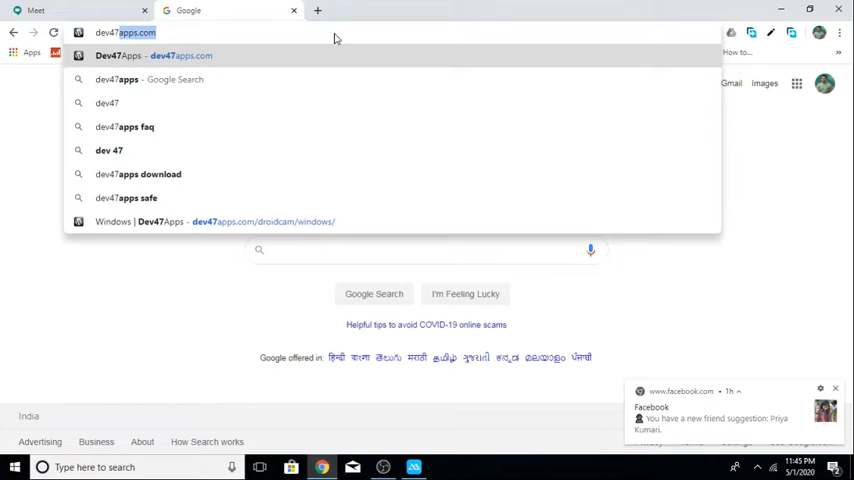 Meet
Google
dev47apps.com
Apps
How to...
Dev47Apps - dev47apps.com
dev47apps - Google Search
dev47
dev47apps faq
dev 47
dev47apps download
dev47apps safe
Windows | Dev47Apps - dev47apps.com/droidcam/windows/
Gmail Images
Google Search
I'm Feeling Lucky
Helpful tips to avoid COVID-19 online scams
Google offered in: हिन्दी বাংলা తెలుగు मराठी தமிழ் ગુજરાતી ಕನ್ನಡ മലയാളം ਪੰਜਾਬੀ
www.facebook.com • 1h
Facebook
You have a new friend suggestion: Priya
Kumari.
India
Advertising Business About How Search works
Type here to search
11:45 PM
5/1/2020
2